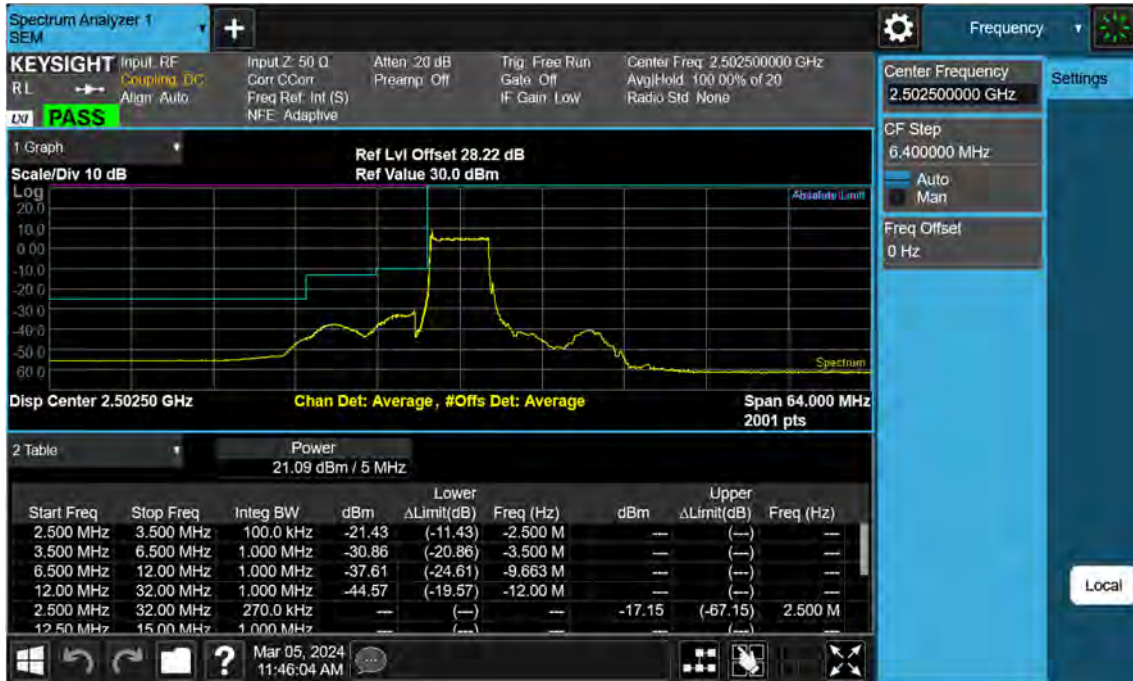 Spectrum Analyzer 1
SEM
+
Frequency
KEYSIGHT
RL
LXI
PASS
Input: RF
Coupling: DC
Align: Auto
Input Z: 50 Ω
Corr CCorr
Freq Ref: Int (S)
NFE: Adaptive
Atten: 20 dB
Preamp: Off
Trig: Free Run
Gate: Off
IF Gain: Low
Center Freq: 2.502500000 GHz
Avg|Hold: 100.00% of 20
Radio Std: None
Center Frequency
2.502500000 GHz
Settings
CF Step
6.400000 MHz
Auto
Man
Freq Offset
0 Hz
Local
1 Graph
Scale/Div 10 dB
Ref Lvl Offset 28.22 dB
Ref Value 30.0 dBm
Log
Absolute Limit
20.0
10.0
0.00
-10.0
-20.0
-30.0
-40.0
-50.0
-60.0
Spectrum
Disp Center 2.50250 GHz
Chan Det: Average, #Offs Det: Average
Span 64.000 MHz
2001 pts
2 Table
Power
21.09 dBm / 5 MHz
Lower Upper
Start Freq Stop Freq Integ BW dBm ΔLimit(dB) Freq (Hz) dBm ΔLimit(dB) Freq (Hz)
2.500 MHz 3.500 MHz 100.0 kHz -21.43 (-11.43) -2.500 M --- (---) ---
3.500 MHz 6.500 MHz 1.000 MHz -30.86 (-20.86) -3.500 M --- (---) ---
6.500 MHz 12.00 MHz 1.000 MHz -37.61 (-24.61) -9.663 M --- (---) ---
12.00 MHz 32.00 MHz 1.000 MHz -44.57 (-19.57) -12.00 M --- (---) ---
2.500 MHz 32.00 MHz 270.0 kHz --- (---) --- -17.15 (-67.15) 2.500 M
12.50 MHz 15.00 MHz 1.000 MHz --- (---) --- --- (---) ---
?
Mar 05, 2024
11:46:04 AM